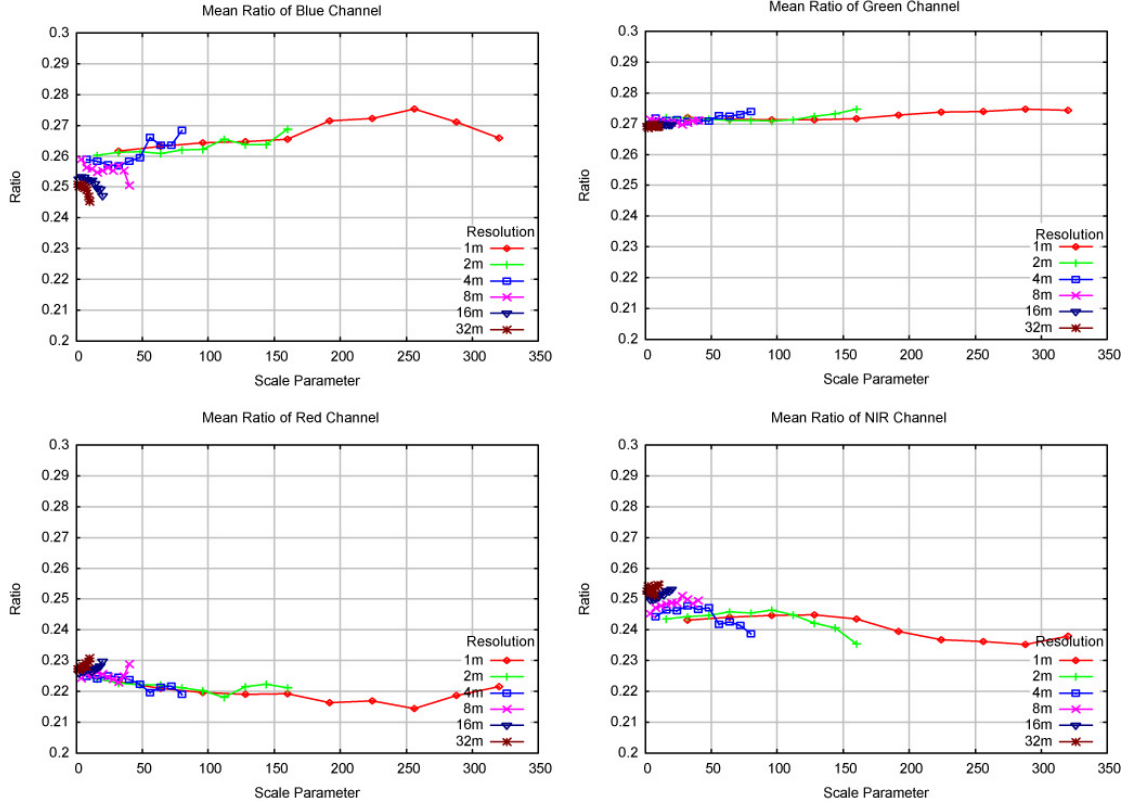 Mean Ratio of Blue Channel
0.3
0.29
0.28
0.27
0.26
0.25
0.24
0.23
0.22
0.21
0.2
Ratio
0 50 100 150 200 250 300 350
Scale Parameter
Resolution
1m
2m
4m
8m
16m
32m
Mean Ratio of Green Channel
0.3
0.29
0.28
0.27
0.26
0.25
0.24
0.23
0.22
0.21
0.2
Ratio
0 50 100 150 200 250 300 350
Scale Parameter
Resolution
1m
2m
4m
8m
16m
32m
Mean Ratio of Red Channel
0.3
0.29
0.28
0.27
0.26
0.25
0.24
0.23
0.22
0.21
0.2
Ratio
0 50 100 150 200 250 300 350
Scale Parameter
Resolution
1m
2m
4m
8m
16m
32m
Mean Ratio of NIR Channel
0.3
0.29
0.28
0.27
0.26
0.25
0.24
0.23
0.22
0.21
0.2
Ratio
0 50 100 150 200 250 300 350
Scale Parameter
Resolution
1m
2m
4m
8m
16m
32m